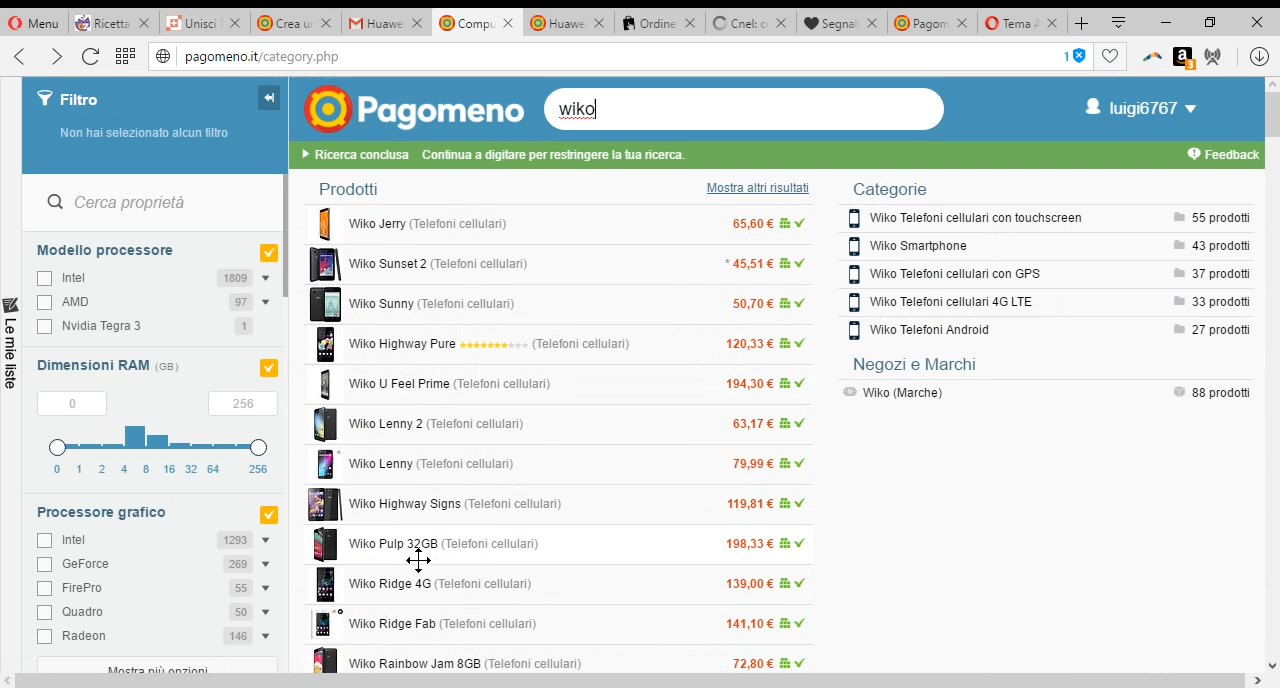 Menu
Ricetta
Unisci
Crea u
Huawe
Compu
Huawe
Ordine
Cnel: c
Segnal
Pagom
Tema A
pagomeno.it/category.php
1
3
Le mie liste
Filtro
Non hai selezionato alcun filtro
Cerca proprietà
Modello processore
Intel 1809
AMD 97
Nvidia Tegra 3 1
Dimensioni RAM (GB)
0 256
0 1 2 4 8 16 32 64 256
Processore grafico
Intel 1293
GeForce 269
FirePro 55
Quadro 50
Radeon 146
Mostra più opzioni
Pagomeno
wiko
luigi6767
Ricerca conclusa Continua a digitare per restringere la tua ricerca.
Feedback
Prodotti Mostra altri risultati
Wiko Jerry (Telefoni cellulari) 65,60 €
Wiko Sunset 2 (Telefoni cellulari) * 45,51 €
Wiko Sunny (Telefoni cellulari) 50,70 €
Wiko Highway Pure (Telefoni cellulari) 120,33 €
Wiko U Feel Prime (Telefoni cellulari) 194,30 €
Wiko Lenny 2 (Telefoni cellulari) 63,17 €
Wiko Lenny (Telefoni cellulari) 79,99 €
Wiko Highway Signs (Telefoni cellulari) 119,81 €
Wiko Pulp 32GB (Telefoni cellulari) 198,33 €
Wiko Ridge 4G (Telefoni cellulari) 139,00 €
Wiko Ridge Fab (Telefoni cellulari) 141,10 €
Wiko Rainbow Jam 8GB (Telefoni cellulari) 72,80 €
Categorie
Wiko Telefoni cellulari con touchscreen 55 prodotti
Wiko Smartphone 43 prodotti
Wiko Telefoni cellulari con GPS 37 prodotti
Wiko Telefoni cellulari 4G LTE 33 prodotti
Wiko Telefoni Android 27 prodotti
Negozi e Marchi
Wiko (Marche) 88 prodotti